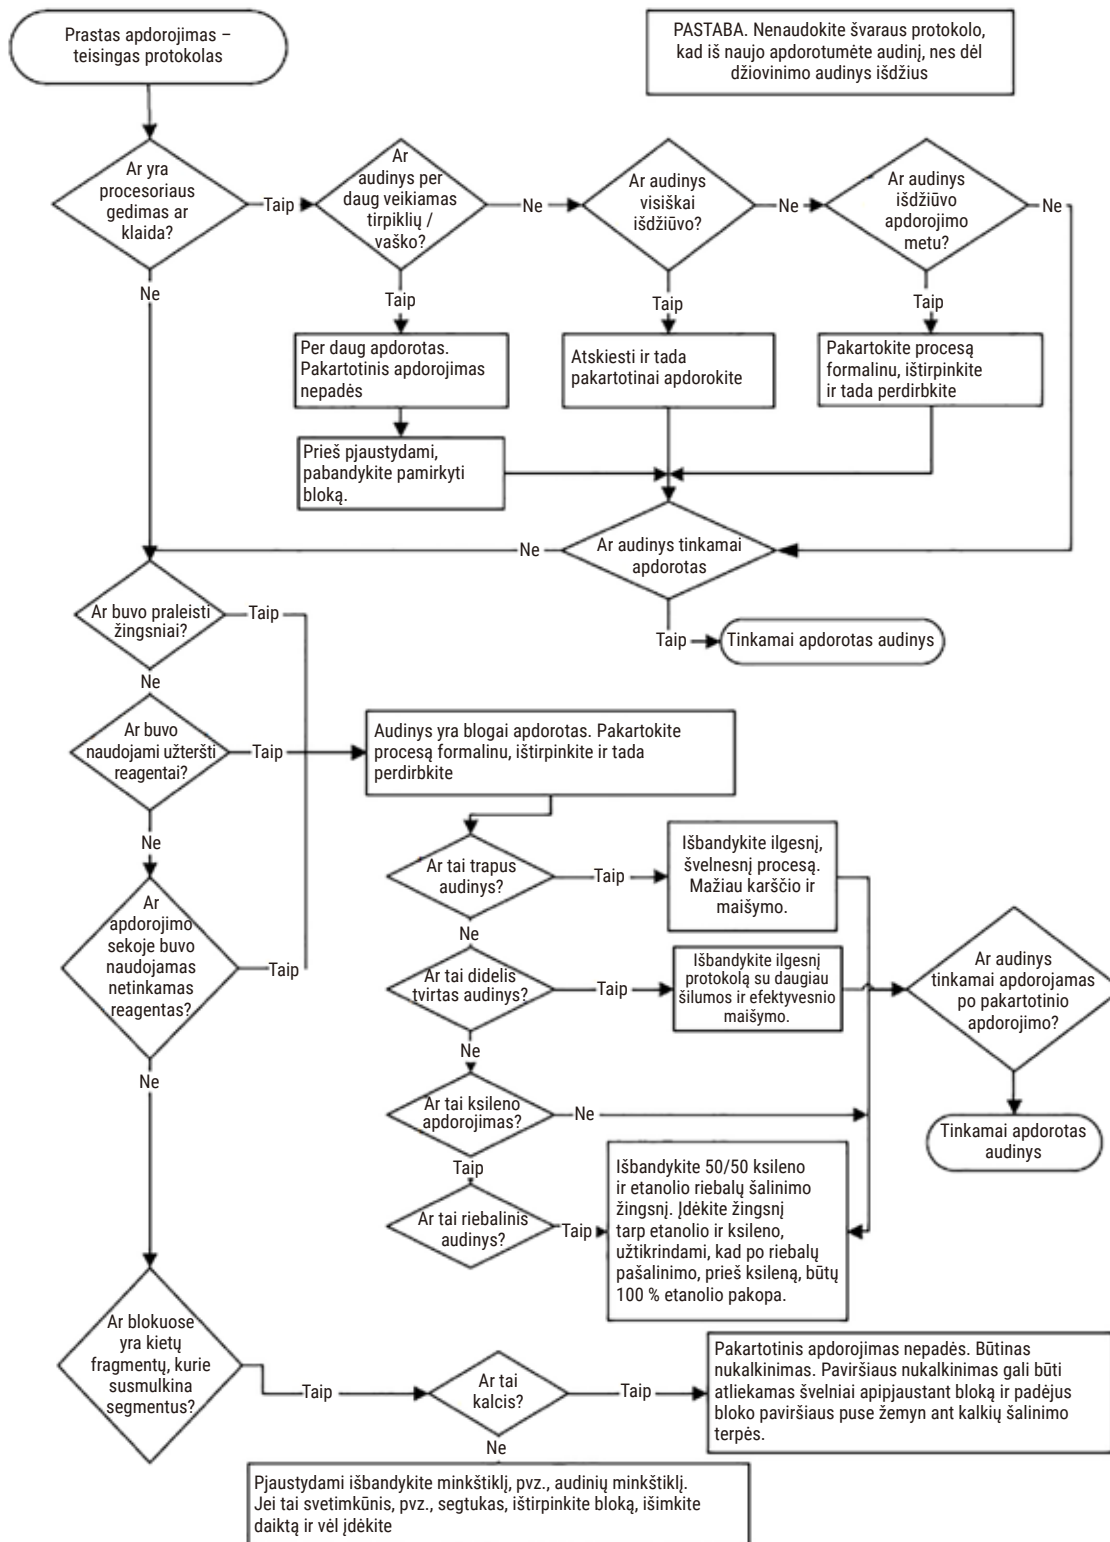 Prastas apdorojimas –
teisingas protokolas
PASTABA. Nenaudokite švaraus protokolo,
kad iš naujo apdorotumėte audinį, nes dėl
džiovinimo audinys išdžius
Ar yra
procesoriaus
gedimas ar
klaida?
Taip
Ar
audinys per
daug veikiamas
tirpiklių /
vaško?
Ne
Ar audinys
visiškai
išdžiūvo?
Ne
Ar audinys
išdžiūvo
apdorojimo
metu?
Ne
Ne
Taip
Taip
Taip
Per daug apdorotas.
Pakartotinis apdorojimas
nepadės
Atskiesti ir tada
pakartotinai apdorokite
Pakartokite procesą
formalinu, ištirpinkite
ir tada perdirbkite
Prieš pjaustydami,
pabandykite pamirkyti
bloką.
Ar audinys tinkamai
apdorotas
Ne
Taip
Tinkamai apdorotas audinys
Ar buvo praleisti
žingsniai?
Taip
Ne
Ar buvo
naudojami užteršti
reagentai?
Taip
Audinys yra blogai apdorotas. Pakartokite
procesą formalinu, ištirpinkite ir tada
perdirbkite
Ne
Ar
apdorojimo
sekoje buvo
naudojamas
netinkamas
reagentas?
Taip
Ne
Ar tai trapus
audinys?
Taip
Išbandykite ilgesnį,
švelnesnį procesą.
Mažiau karščio ir
maišymo.
Ne
Ar tai didelis
tvirtas audinys?
Taip
Išbandykite ilgesnį
protokolą su daugiau
šilumos ir efektyvesnio
maišymo.
Ar audinys
tinkamai apdorojamas
po pakartotinio
apdorojimo?
Ne
Ar tai ksileno
apdorojimas?
Ne
Tinkamai apdorotas
audinys
Taip
Ar tai riebalinis
audinys?
Taip
Išbandykite 50/50 ksileno
ir etanolio riebalų šalinimo
žingsnį. Įdėkite žingsnį
tarp etanolio ir ksileno,
užtikrindami, kad po riebalų
pašalinimo, prieš ksileną, būtų
100 % etanolio pakopa.
Ar blokuose
yra kietų
fragmentų, kurie
susmulkina
segmentus?
Taip
Ar tai
kalcis?
Taip
Pakartotinis apdorojimas nepadės. Būtinas
nukalkinimas. Paviršiaus nukalkinimas gali būti
atliekamas švelniai apipjaustant bloką ir padėjus
bloko paviršiaus puse žemyn ant kalkių šalinimo
terpės.
Ne
Pjaustydami išbandykite minkštiklį, pvz., audinių minkštiklį.
Jei tai svetimkūnis, pvz., segtukas, ištirpinkite bloką, išimkite
daiktą ir vėl įdėkite